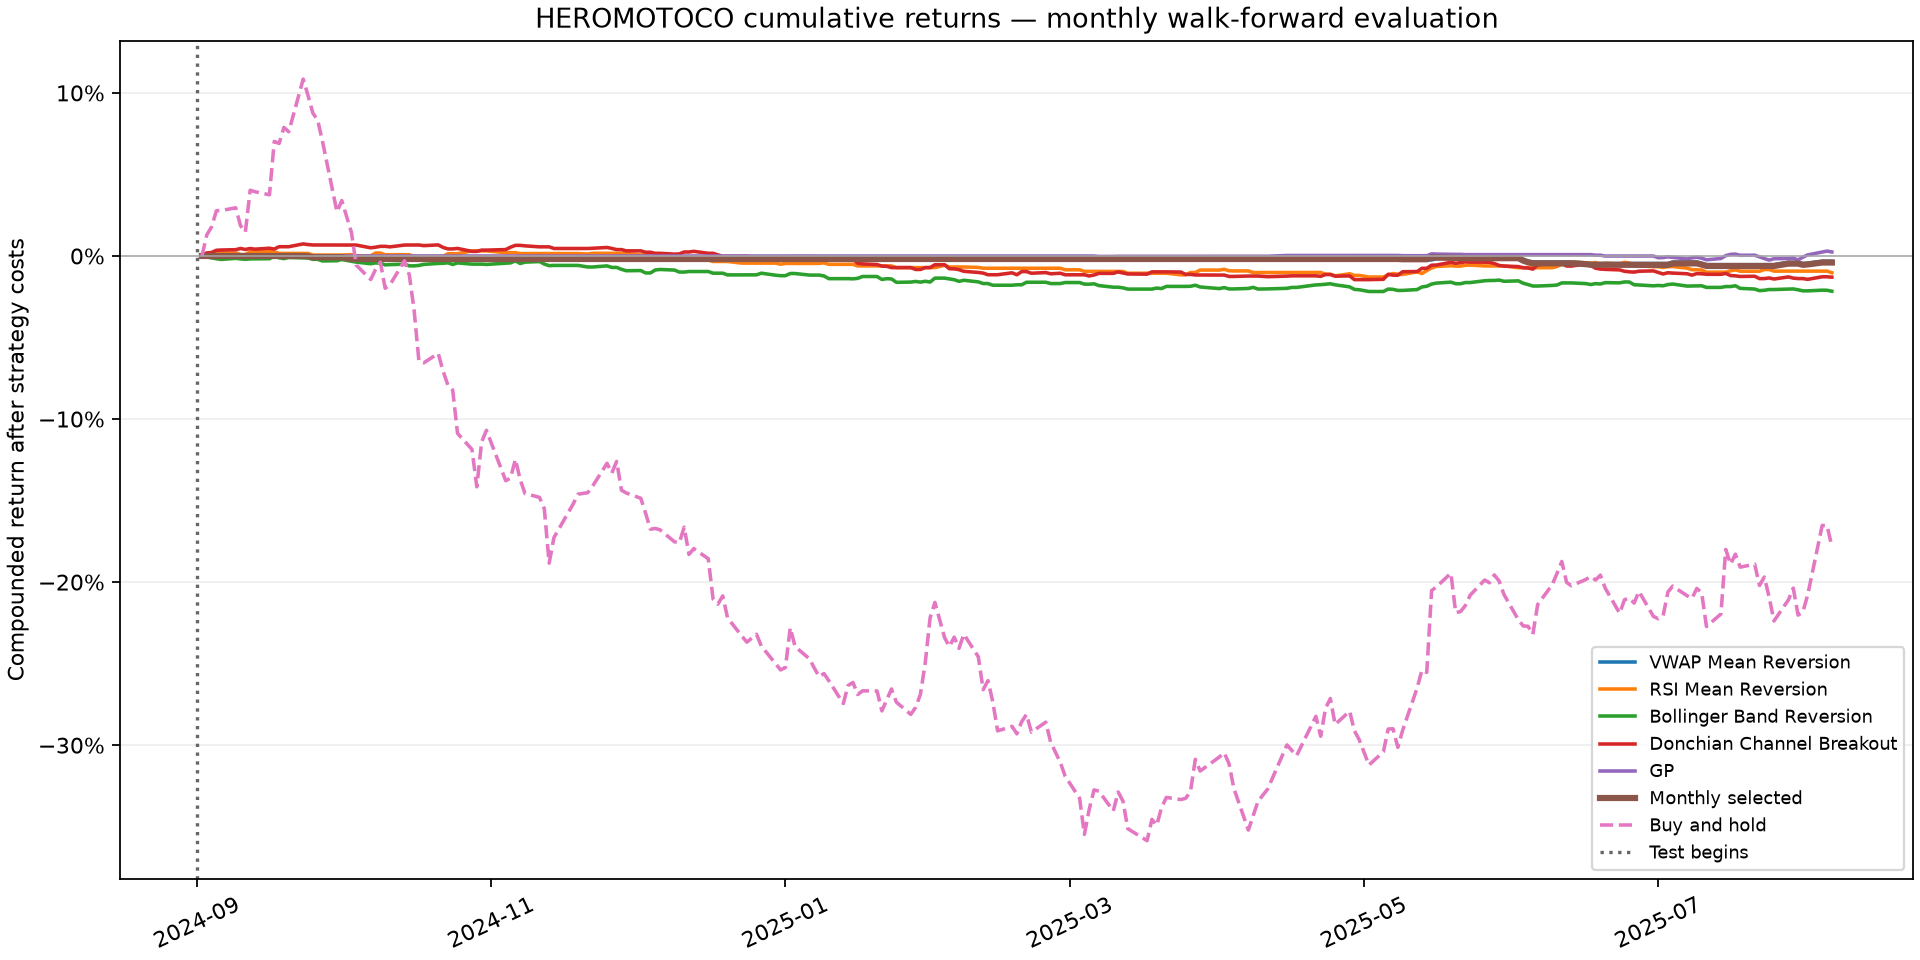 HEROMOTOCO cumulative returns — monthly walk-forward evaluation
Compounded return after strategy costs
10%
0%
−10%
−20%
−30%
2024-09
2024-11
2025-01
2025-03
2025-05
2025-07
VWAP Mean Reversion
RSI Mean Reversion
Bollinger Band Reversion
Donchian Channel Breakout
GP
Monthly selected
Buy and hold
Test begins